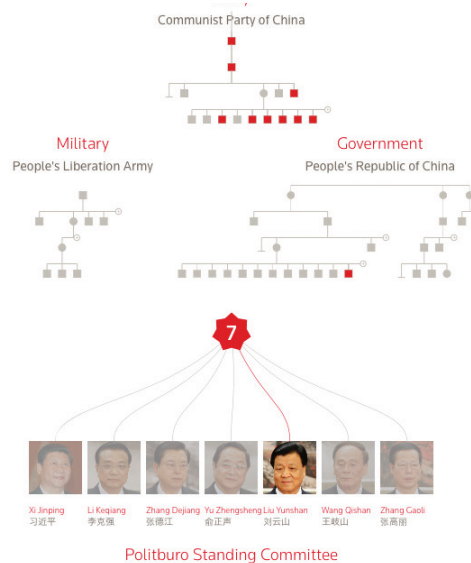 Communist Party of China
Military
Government
People's Liberation Army
People's Republic of China
7
Xi Jinping
习近平
Li Keqiang
李克强
Zhang Dejiang
张德江
Yu Zhengsheng
俞正声
Liu Yunshan
刘云山
Wang Qishan
王岐山
Zhang Gaoli
张高丽
Politburo Standing Committee